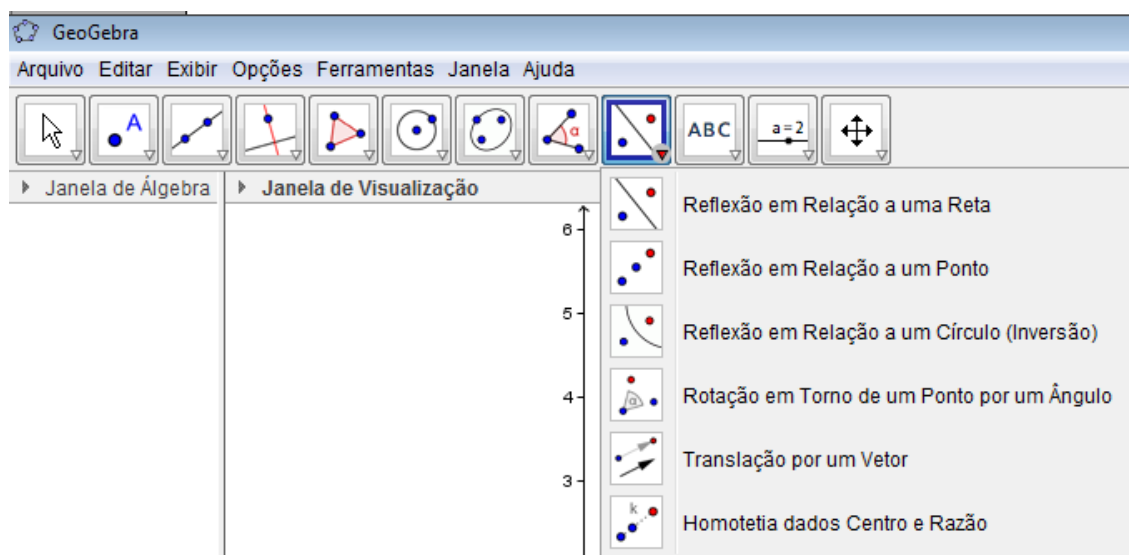 GeoGebra
Arquivo Editar Exibir Opções Ferramentas Janela Ajuda
A α ABC a=2
Janela de Álgebra Janela de Visualização
Reflexão em Relação a uma Reta
6
Reflexão em Relação a um Ponto
5
Reflexão em Relação a um Círculo (Inversão)
4
α Rotação em Torno de um Ponto por um Ângulo
Translação por um Vetor
3
k Homotetia dados Centro e Razão